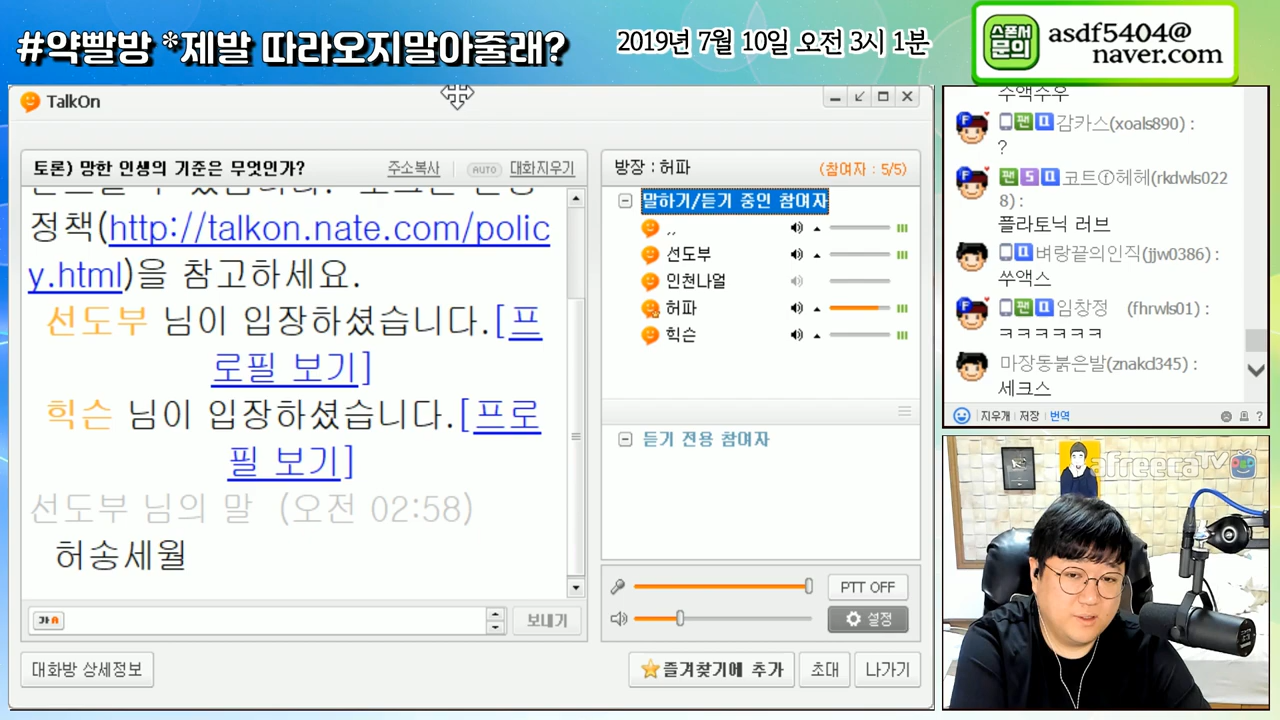 #약빨방 *제발 따라오지말아줄래?
2019년 7월 10일 오전 3시 1분
스폰서
문의
asdf5404@
naver.com
TalkOn
토론) 망한 인생의 기준은 무엇인가?
주소복사
AUTO
대화지우기
정책(http://talkon.nate.com/polic
y.html)을 참고하세요.
선도부 님이 입장하셨습니다.[프
로필 보기]
힉슨 님이 입장하셨습니다.[프로
필 보기]
선도부 님의 말 (오전 02:58)
허송세월
가A
보내기
대화방 상세정보
방장 : 허파
(참여자 : 5/5)
말하기/듣기 중인 참여자
,,
선도부
인천나얼
허파
힉슨
듣기 전용 참여자
PTT OFF
설정
즐겨찾기에 추가
초대
나가기
수액수우
팬
감카스(xoals890) :
?
팬 S 코트ⓕ헤헤(rkdwls022
8) :
플라토닉 러브
벼랑끝의인직(jjw0386) :
쑤액스
팬 임창정 (fhrwls01) :
ㅋㅋㅋㅋㅋㅋ
마장동붉은발(znakd345) :
세크스
지우개 저장 번역
?
afreecaTV